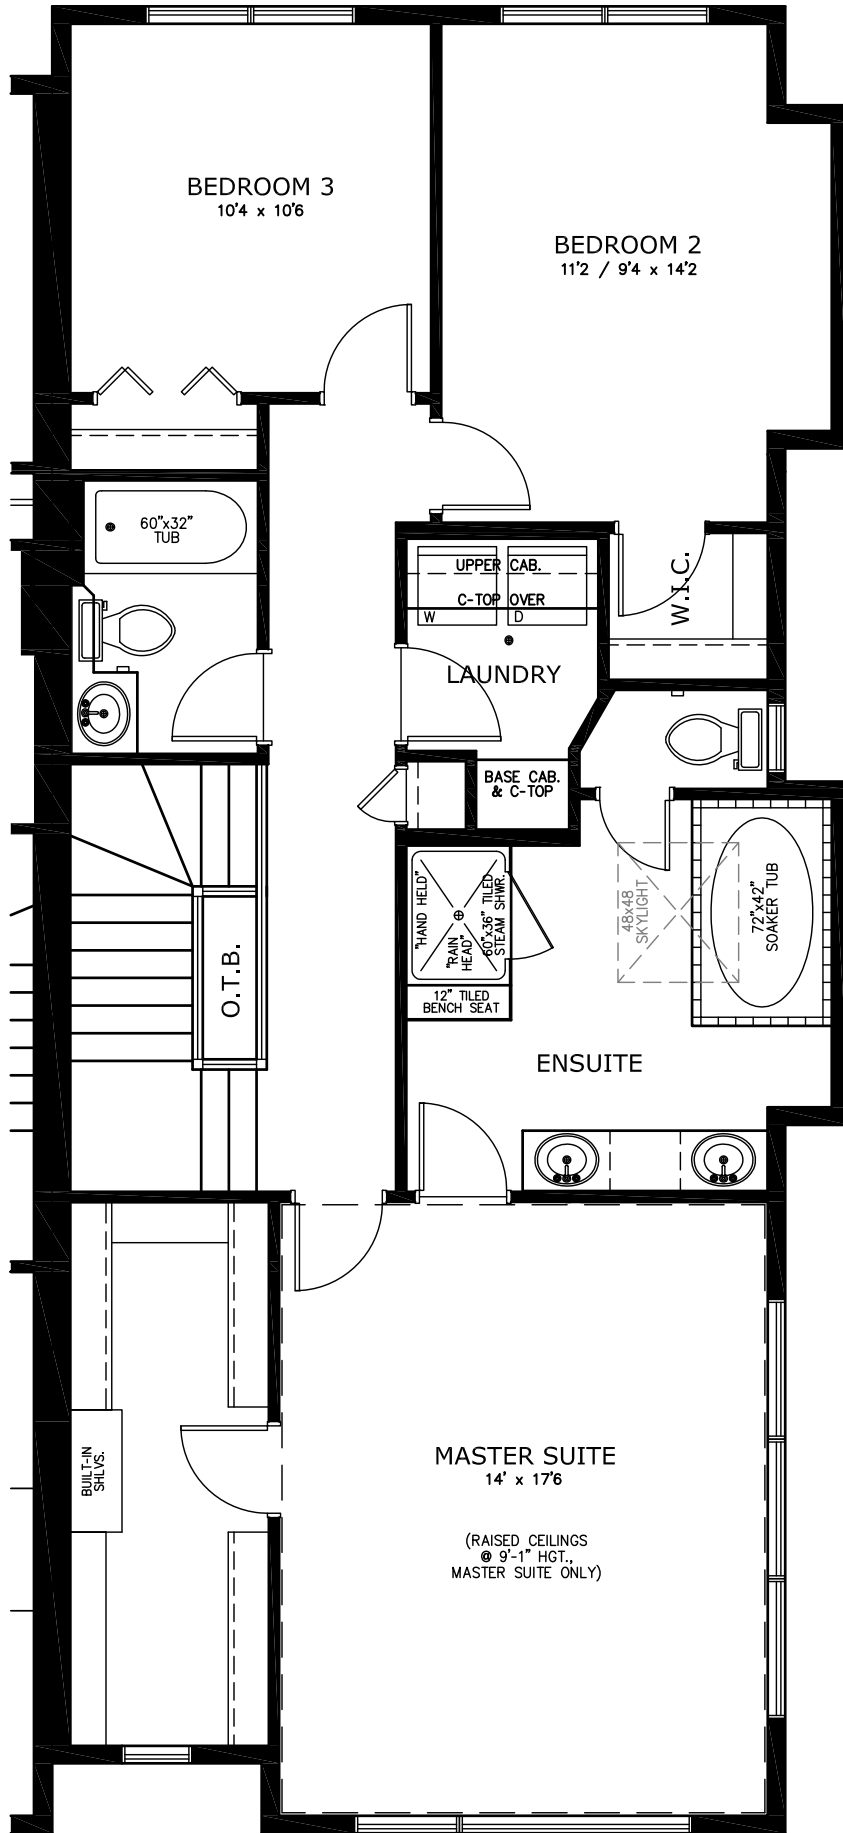 BEDROOM 3
10'4 x 10'6
BEDROOM 2
11'2 / 9'4 x 14'2
60"x32"
TUB
UPPER CAB.
C-TOP OVER
W
D
W.I.C.
LAUNDRY
BASE CAB.
& C-TOP
"HAND HELD"
"RAIN
HEAD"
60"x36" TILED
STEAM SHWR.
12" TILED
BENCH SEAT
48x48
SKYLIGHT
72"x42"
SOAKER TUB
O.T.B.
ENSUITE
BUILT-IN
SHLVS.
MASTER SUITE
14' x 17'6
(RAISED CEILINGS
@ 9'-1" HGT.,
MASTER SUITE ONLY)